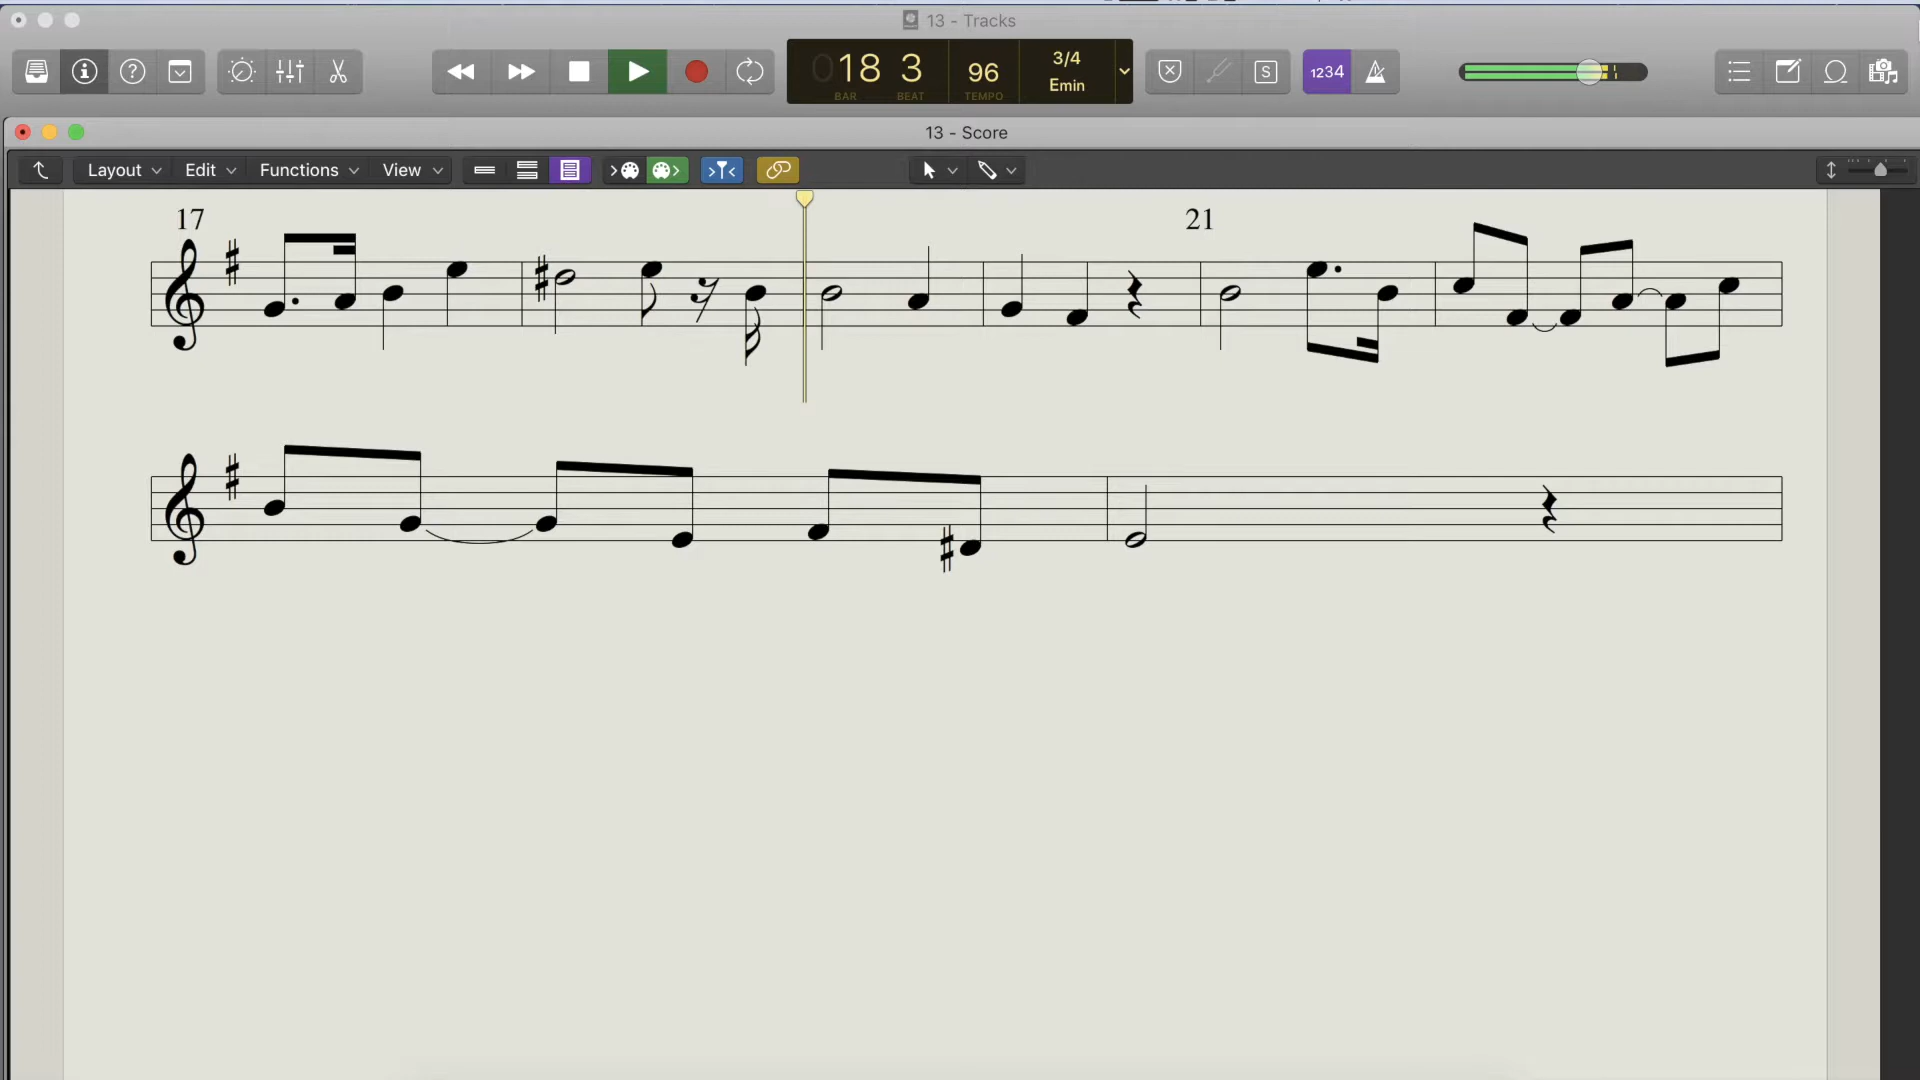 13 - Tracks
018 3 96 3/4
Emin
BAR BEAT TEMPO
S 1234
13 - Score
Layout Edit Functions View
17 21